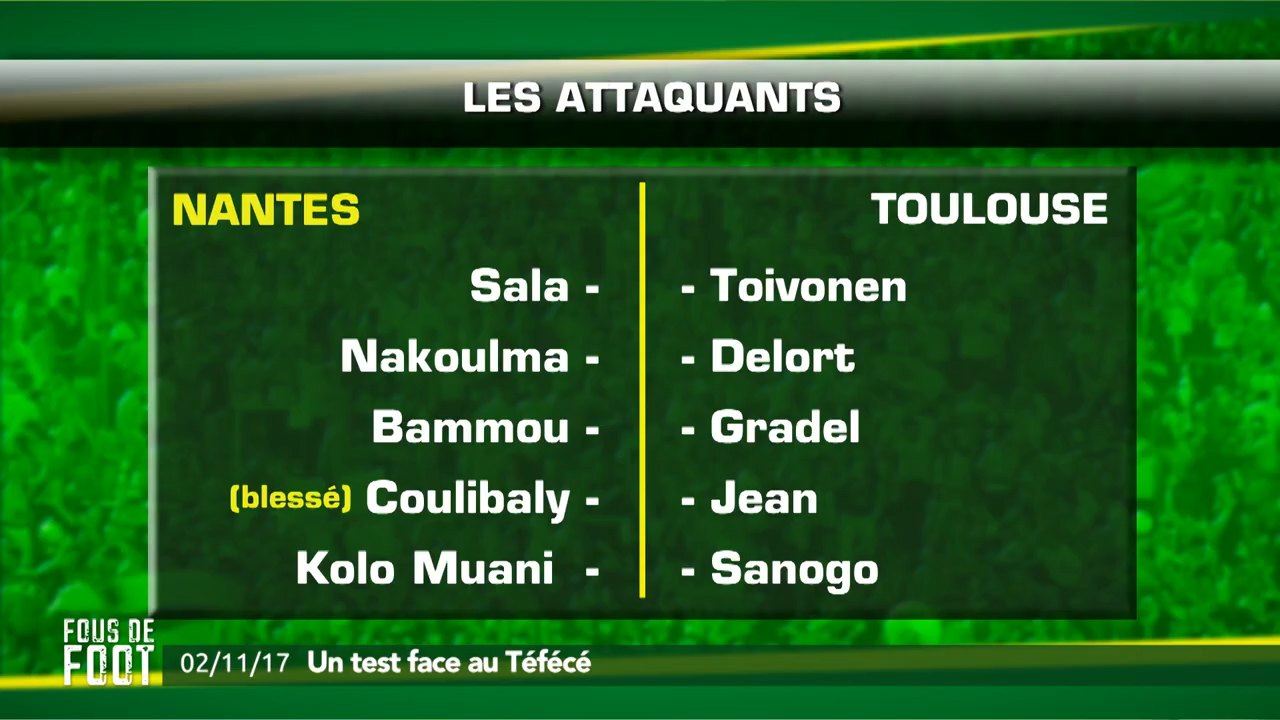 LES ATTAQUANTS
NANTES
TOULOUSE
Sala -
- Toivonen
Nakoulma -
- Delort
Bammou -
- Gradel
(blessé) Coulibaly -
- Jean
Kolo Muani -
- Sanogo
FOUS DE
FOOT
02/11/17 Un test face au Téfécé